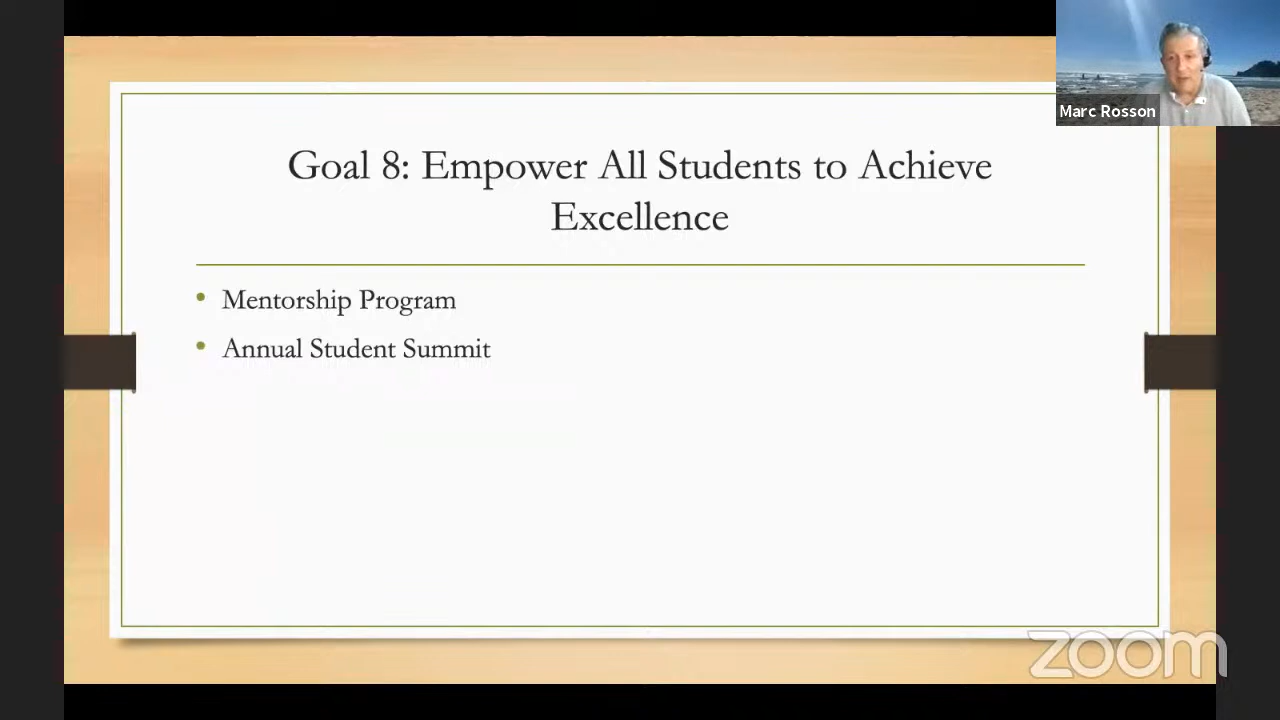 Marc Rosson
Goal 8: Empower All Students to Achieve
Excellence
• Mentorship Program
• Annual Student Summit
zoom